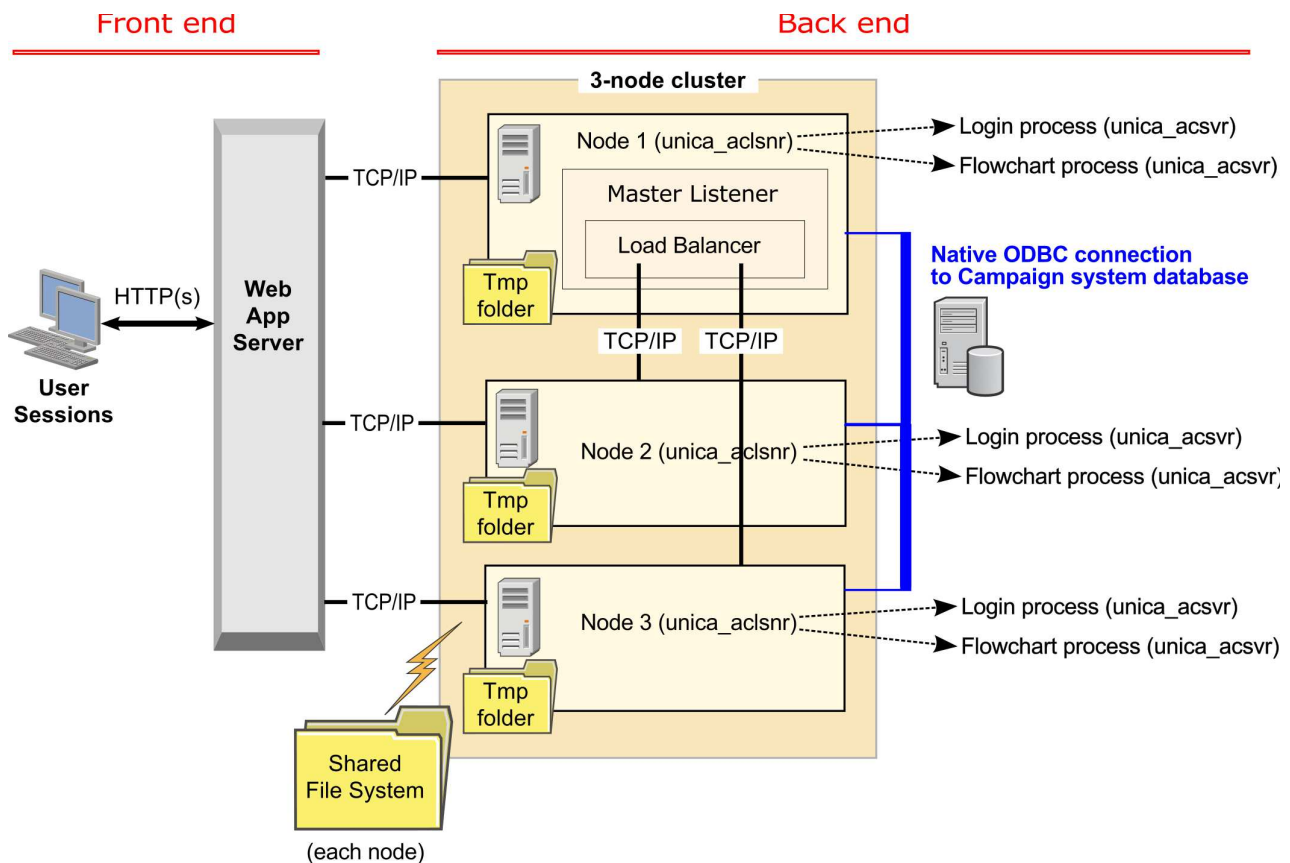 Front end
Back end
3-node cluster
Node 1 (unica_aclsnr)
Login process (unica_acsvr)
Flowchart process (unica_acsvr)
TCP/IP
Master Listener
Load Balancer
Tmp
folder
Native ODBC connection
to Campaign system database
HTTP(s)
Web
App
Server
User
Sessions
TCP/IP
TCP/IP
TCP/IP
Node 2 (unica_aclsnr)
Login process (unica_acsvr)
Flowchart process (unica_acsvr)
Tmp
folder
TCP/IP
Node 3 (unica_aclsnr)
Login process (unica_acsvr)
Flowchart process (unica_acsvr)
Tmp
folder
Shared
File System
(each node)